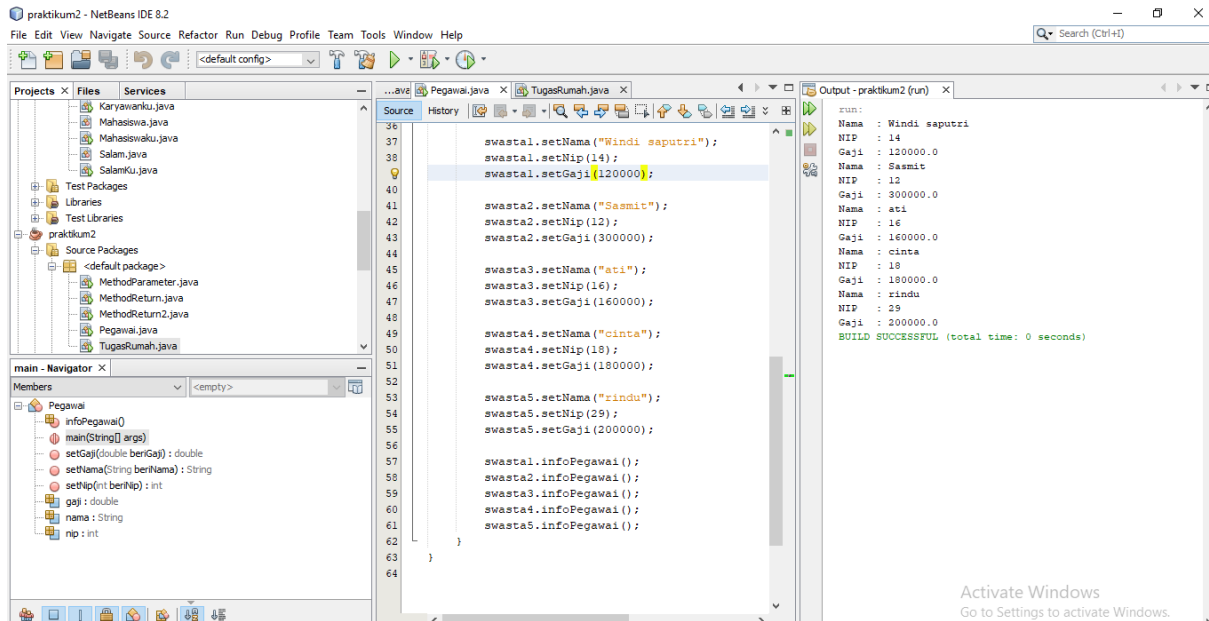 praktikum2 - NetBeans IDE 8.2
File Edit View Navigate Source Refactor Run Debug Profile Team Tools Window Help
Search (Ctrl+I)
<default config>
Projects Files Services
Karyawanku.java
Mahasiswa.java
Mahasiswaku.java
Salam.java
SalamKu.java
Test Packages
Libraries
Test Libraries
praktikum2
Source Packages
<default package>
MethodParameter.java
MethodReturn.java
MethodReturn2.java
Pegawai.java
TugasRumah.java
main - Navigator
Members
<empty>
Pegawai
infoPegawai()
main(String[] args)
setGaji(double beriGaji) : double
setNama(String beriNama) : String
setNip(int beriNip) : int
gaji : double
nama : String
nip : int
...ava Pegawai.java TugasRumah.java
Source History
36
37 swasta1.setNama("Windi saputri");
38 swasta1.setNip(14);
swasta1.setGaji(120000);
40
41 swasta2.setNama("Sasmit");
42 swasta2.setNip(12);
43 swasta2.setGaji(300000);
44
45 swasta3.setNama("ati");
46 swasta3.setNip(16);
47 swasta3.setGaji(160000);
48
49 swasta4.setNama("cinta");
50 swasta4.setNip(18);
51 swasta4.setGaji(180000);
52
53 swasta5.setNama("rindu");
54 swasta5.setNip(29);
55 swasta5.setGaji(200000);
56
57 swasta1.infoPegawai();
58 swasta2.infoPegawai();
59 swasta3.infoPegawai();
60 swasta4.infoPegawai();
61 swasta5.infoPegawai();
62 }
63 }
64
Output - praktikum2 (run)
run:
Nama : Windi saputri
NIP : 14
Gaji : 120000.0
Nama : Sasmit
NIP : 12
Gaji : 300000.0
Nama : ati
NIP : 16
Gaji : 160000.0
Nama : cinta
NIP : 18
Gaji : 180000.0
Nama : rindu
NIP : 29
Gaji : 200000.0
BUILD SUCCESSFUL (total time: 0 seconds)
Activate Windows
Go to Settings to activate Windows.